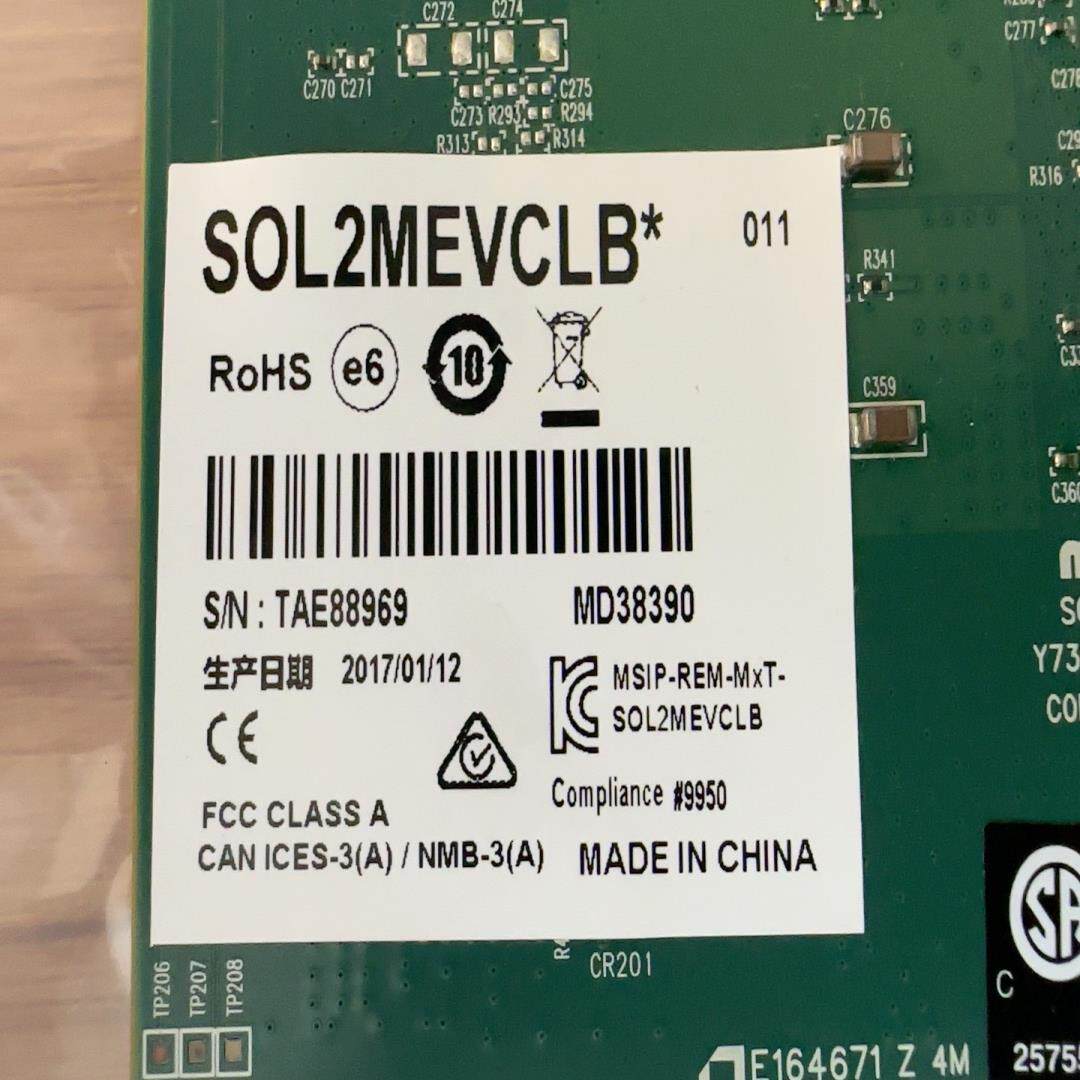 C272 C274
C277
C270 C271
C273 R293 C275
R294
R313 R314
C276
R316
SOL2MEVCLB* 011
R341
RoHS e6 10
C359
S/N : TAE88969 MD38390
生产日期 2017/01/12
MSIP-REM-MxT-
SOL2MEVCLB
CE
Compliance #9950
FCC CLASS A
CAN ICES-3(A) / NMB-3(A) MADE IN CHINA
CR201
TP206 TP207 TP208
C
E164671 Z 4M